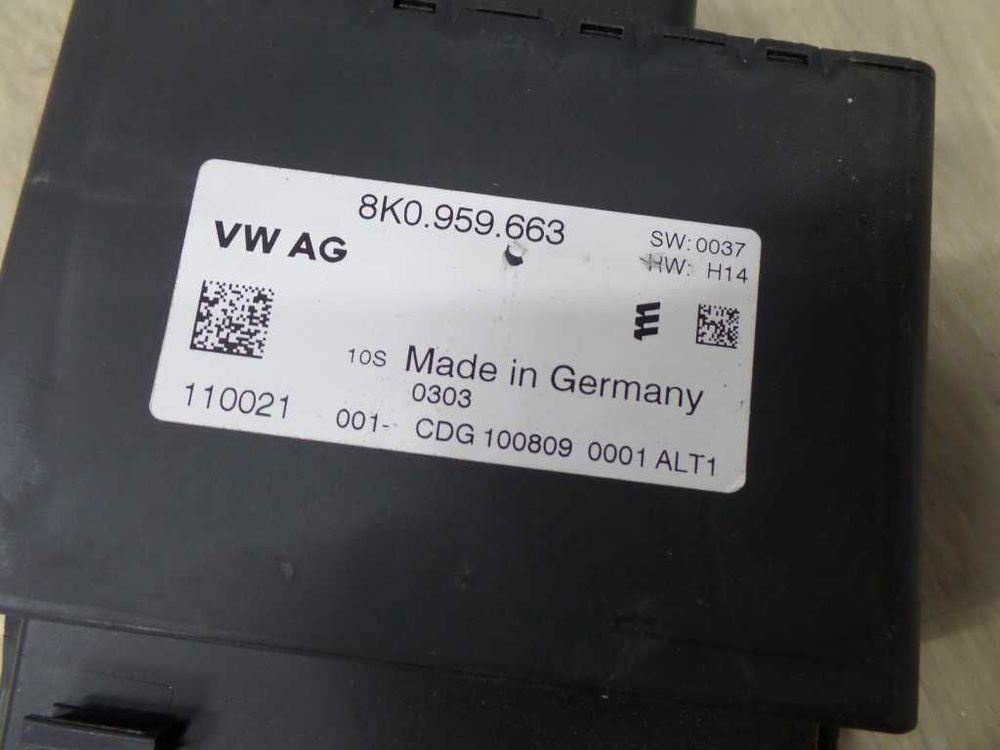 8K0.959.663
VW AG
SW: 0037
HW: H14
10S Made in Germany
0303
110021
001- CDG 100809 0001 ALT1